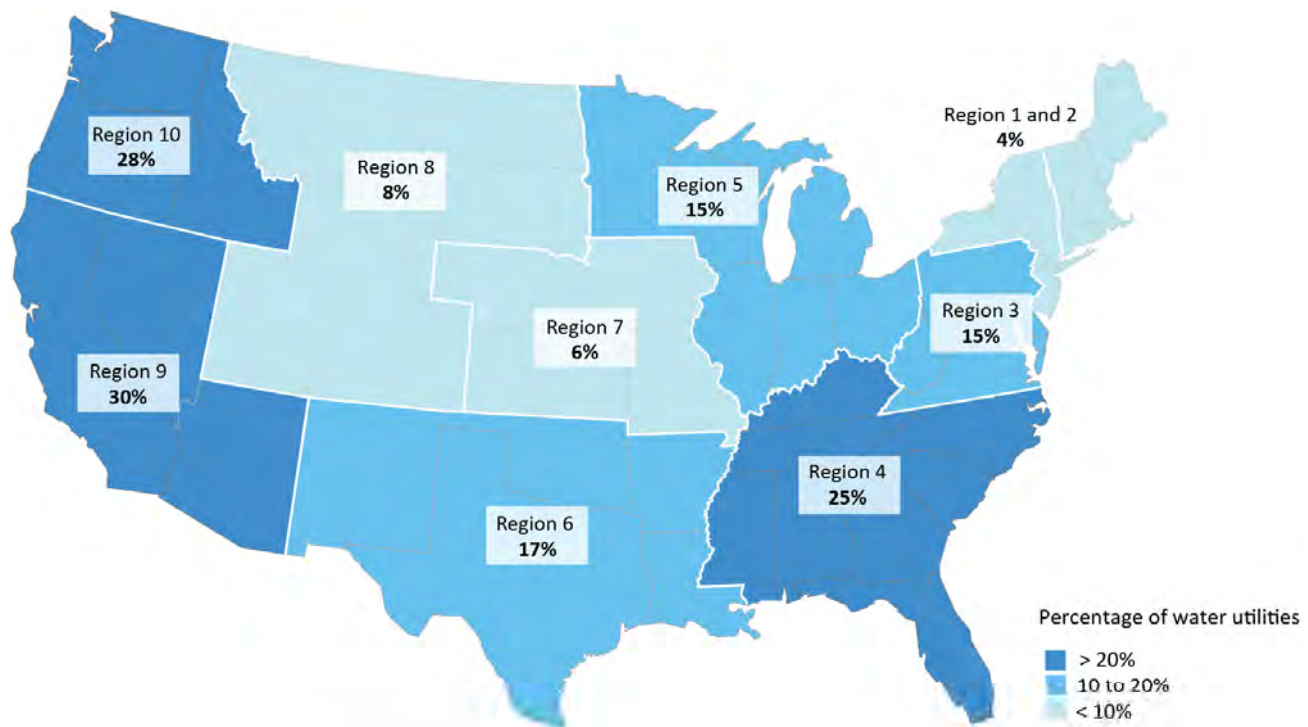 Region 10
28%
Region 8
8%
Region 5
15%
Region 1 and 2
4%
Region 7
6%
Region 3
15%
Region 9
30%
Region 4
25%
Region 6
17%
Percentage of water utilities
> 20%
10 to 20%
< 10%